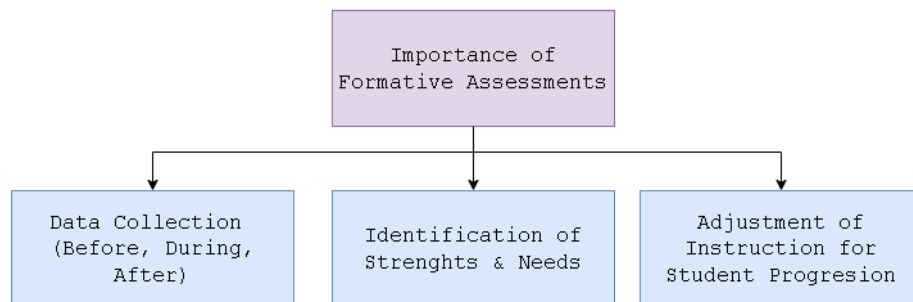 Importance of
Formative Assessments
Data Collection
(Before, During,
After)
Identification of
Strenghts & Needs
Adjustment of
Instruction for
Student Progresion